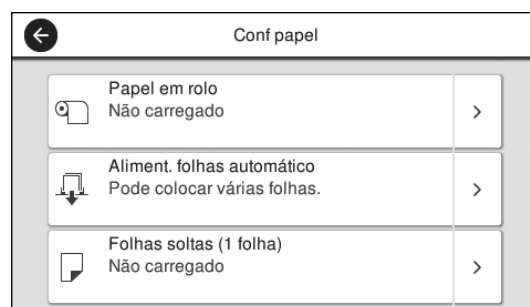 Conf papel
Papel em rolo
Não carregado
Aliment. folhas automático
Pode colocar várias folhas.
Folhas soltas (1 folha)
Não carregado